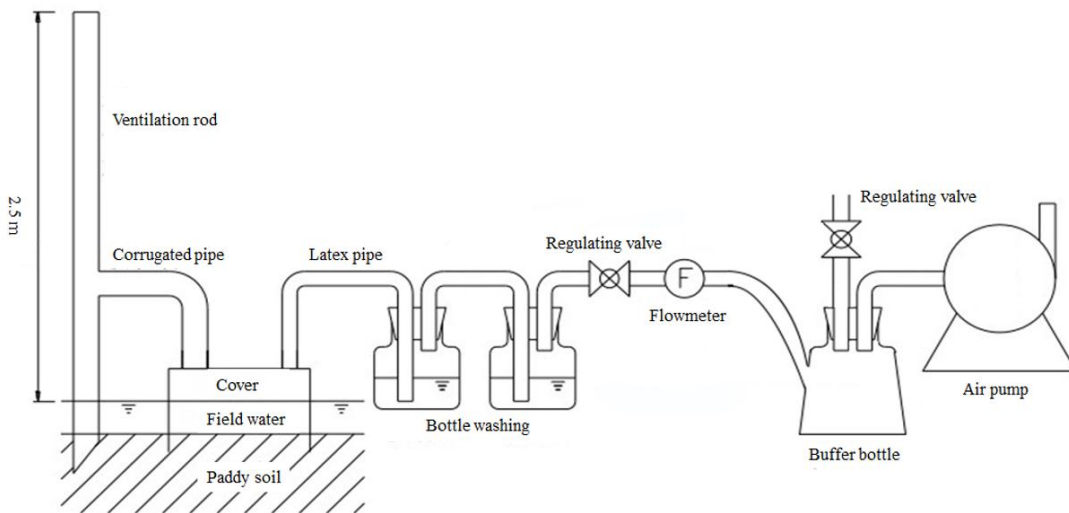 Ventilation rod
2.5 m
Regulating valve
Corrugated pipe
Latex pipe
Regulating valve
F
Flowmeter
Cover
Air pump
Field water
Bottle washing
Buffer bottle
Paddy soil